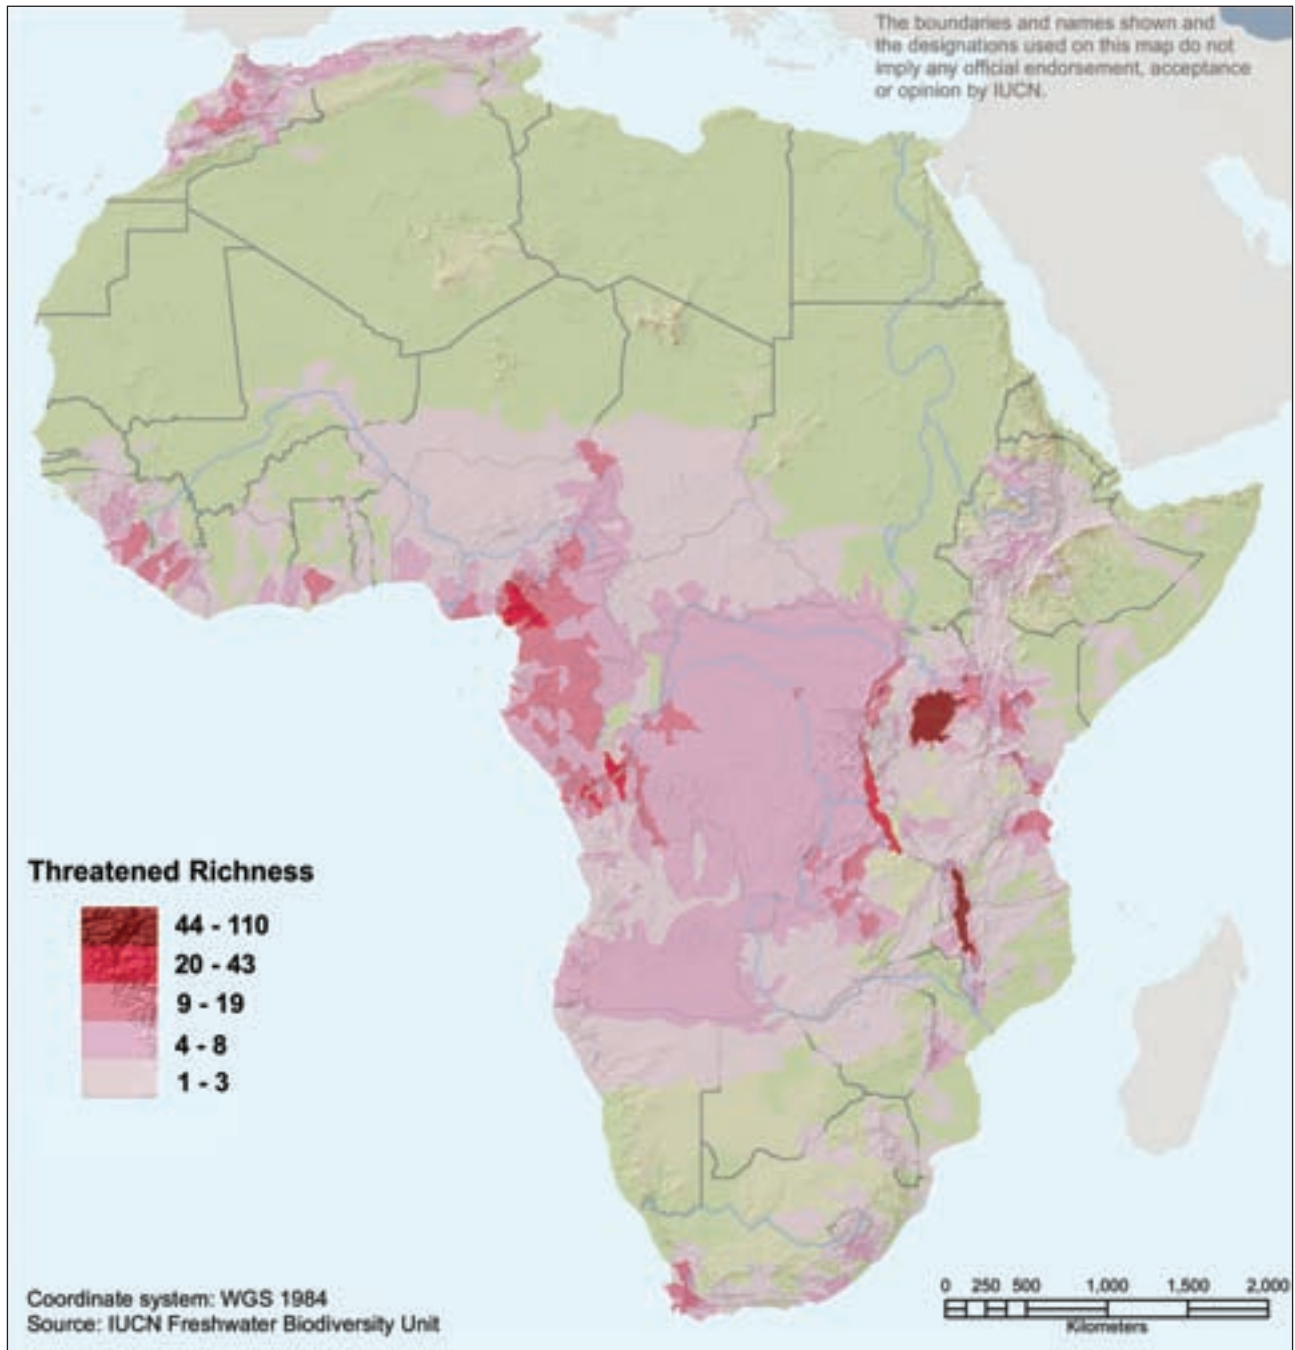 The boundaries and names shown and
the designations used on this map do not
imply any official endorsement, acceptance
or opinion by IUCN.
Threatened Richness
44 - 110
20 - 43
9 - 19
4 - 8
1 - 3
Coordinate system: WGS 1984
Source: IUCN Freshwater Biodiversity Unit
0 250 500 1,000 1,500 2,000
Kilometers